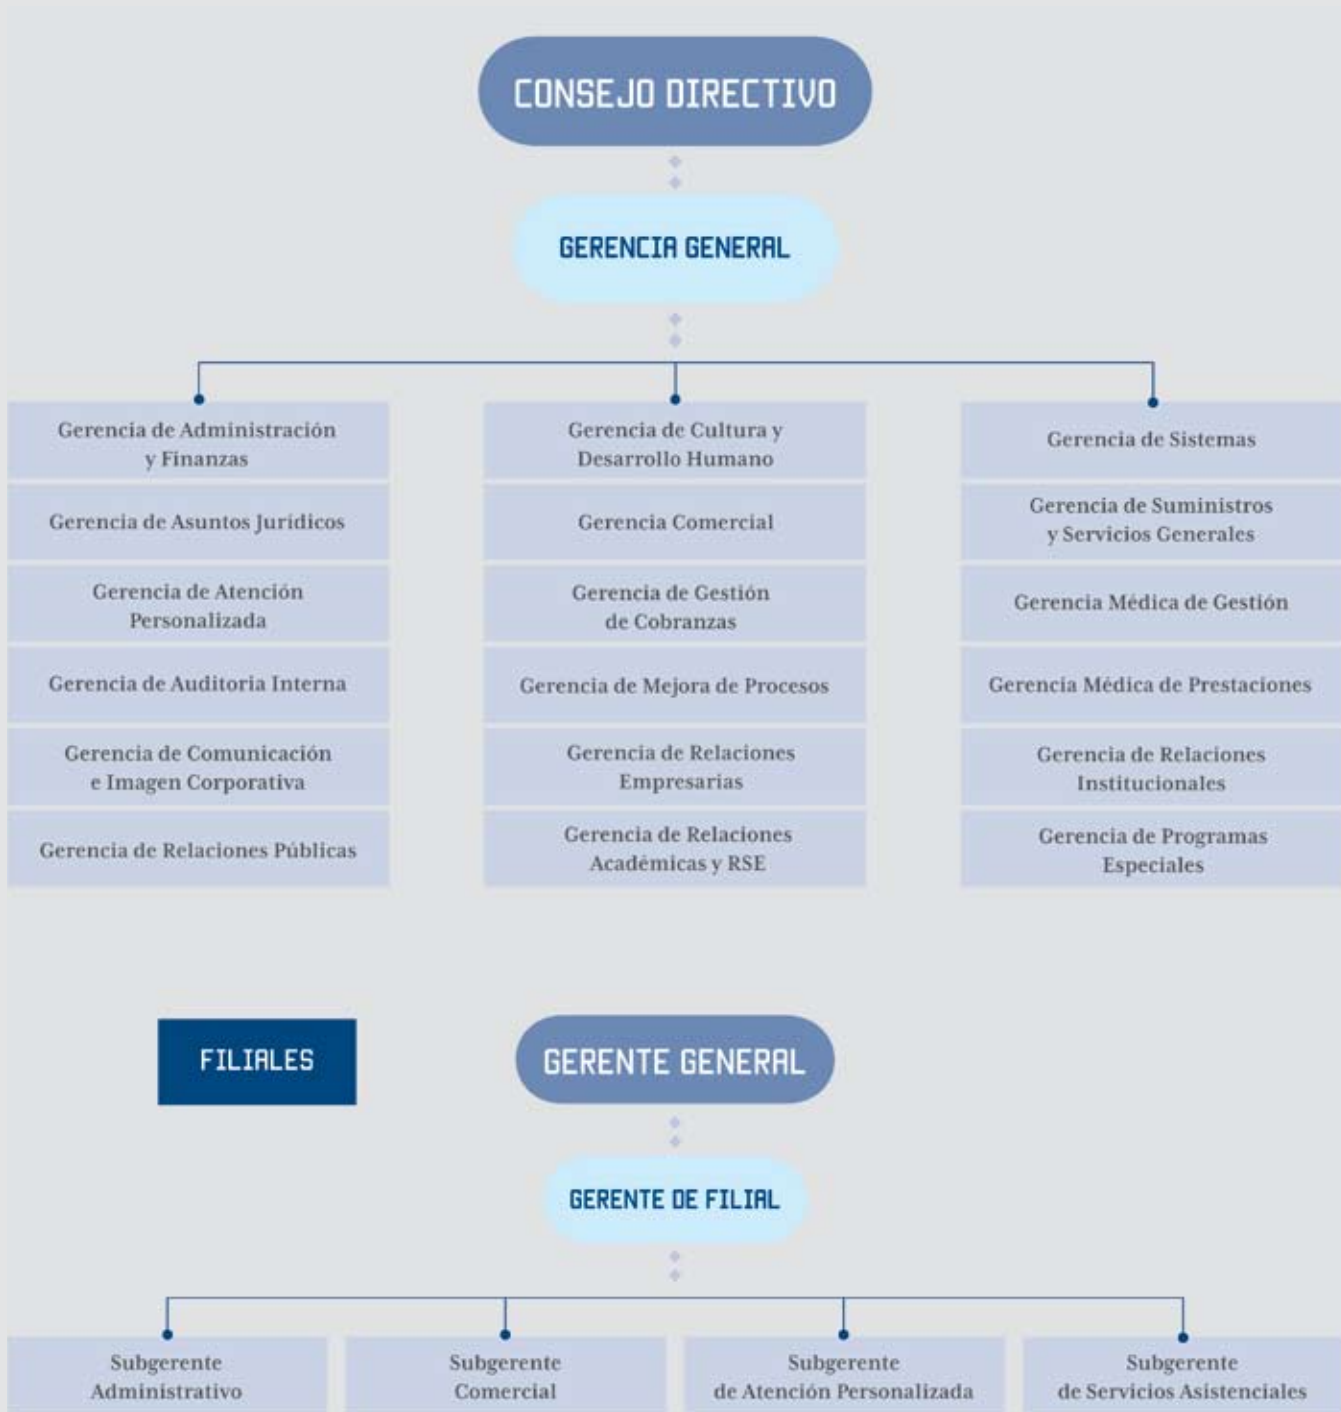 CONSEJO DIRECTIVO
GERENCIA GENERAL
Gerencia de Administración
y Finanzas
Gerencia de Asuntos Jurídicos
Gerencia de Atención
Personalizada
Gerencia de Auditoria Interna
Gerencia de Comunicación
e Imagen Corporativa
Gerencia de Relaciones Públicas
Gerencia de Cultura y
Desarrollo Humano
Gerencia Comercial
Gerencia de Gestión
de Cobranzas
Gerencia de Mejora de Procesos
Gerencia de Relaciones
Empresarias
Gerencia de Relaciones
Académicas y RSE
Gerencia de Sistemas
Gerencia de Suministros
y Servicios Generales
Gerencia Médica de Gestión
Gerencia Médica de Prestaciones
Gerencia de Relaciones
Institucionales
Gerencia de Programas
Especiales
FILIALES
GERENTE GENERAL
GERENTE DE FILIAL
Subgerente
Administrativo
Subgerente
Comercial
Subgerente
de Atención Personalizada
Subgerente
de Servicios Asistenciales